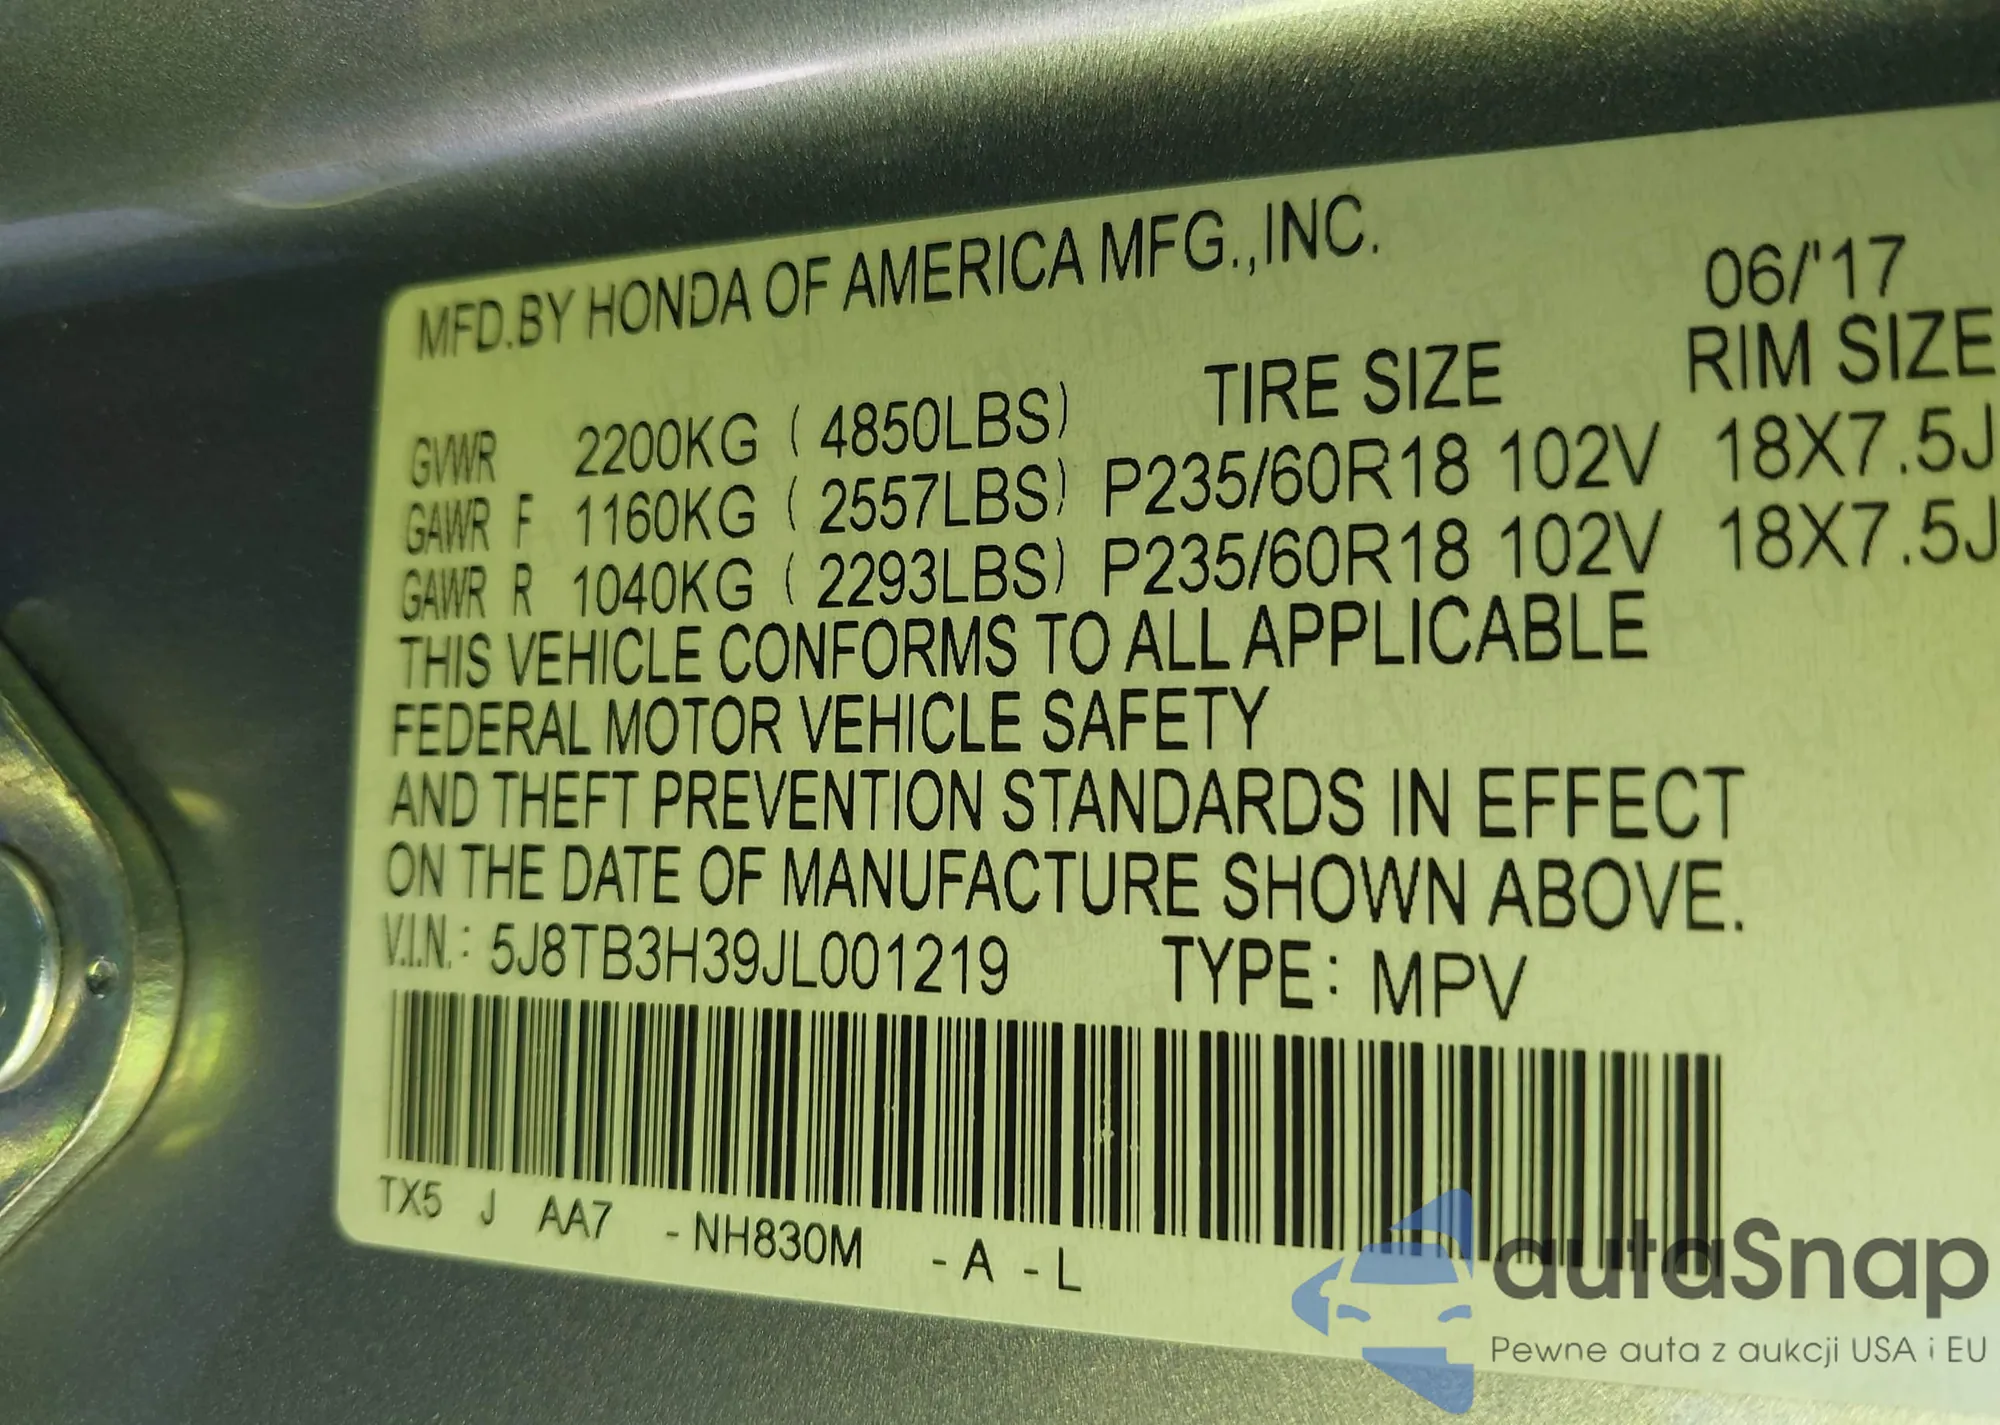 MFD.BY HONDA OF AMERICA MFG.,INC. 06/'17
TIRE SIZE RIM SIZE
GVWR 2200KG (4850LBS)
GAWR F 1160KG (2557LBS) P235/60R18 102V 18X7.5J
GAWR R 1040KG (2293LBS) P235/60R18 102V 18X7.5J
THIS VEHICLE CONFORMS TO ALL APPLICABLE
FEDERAL MOTOR VEHICLE SAFETY
AND THEFT PREVENTION STANDARDS IN EFFECT
ON THE DATE OF MANUFACTURE SHOWN ABOVE.
V.I.N.: 5J8TB3H39JL001219 TYPE: MPV
TX5 J AA7 -NH830M -A -L
autaSnap
Pewne auta z aukcji USA i EU